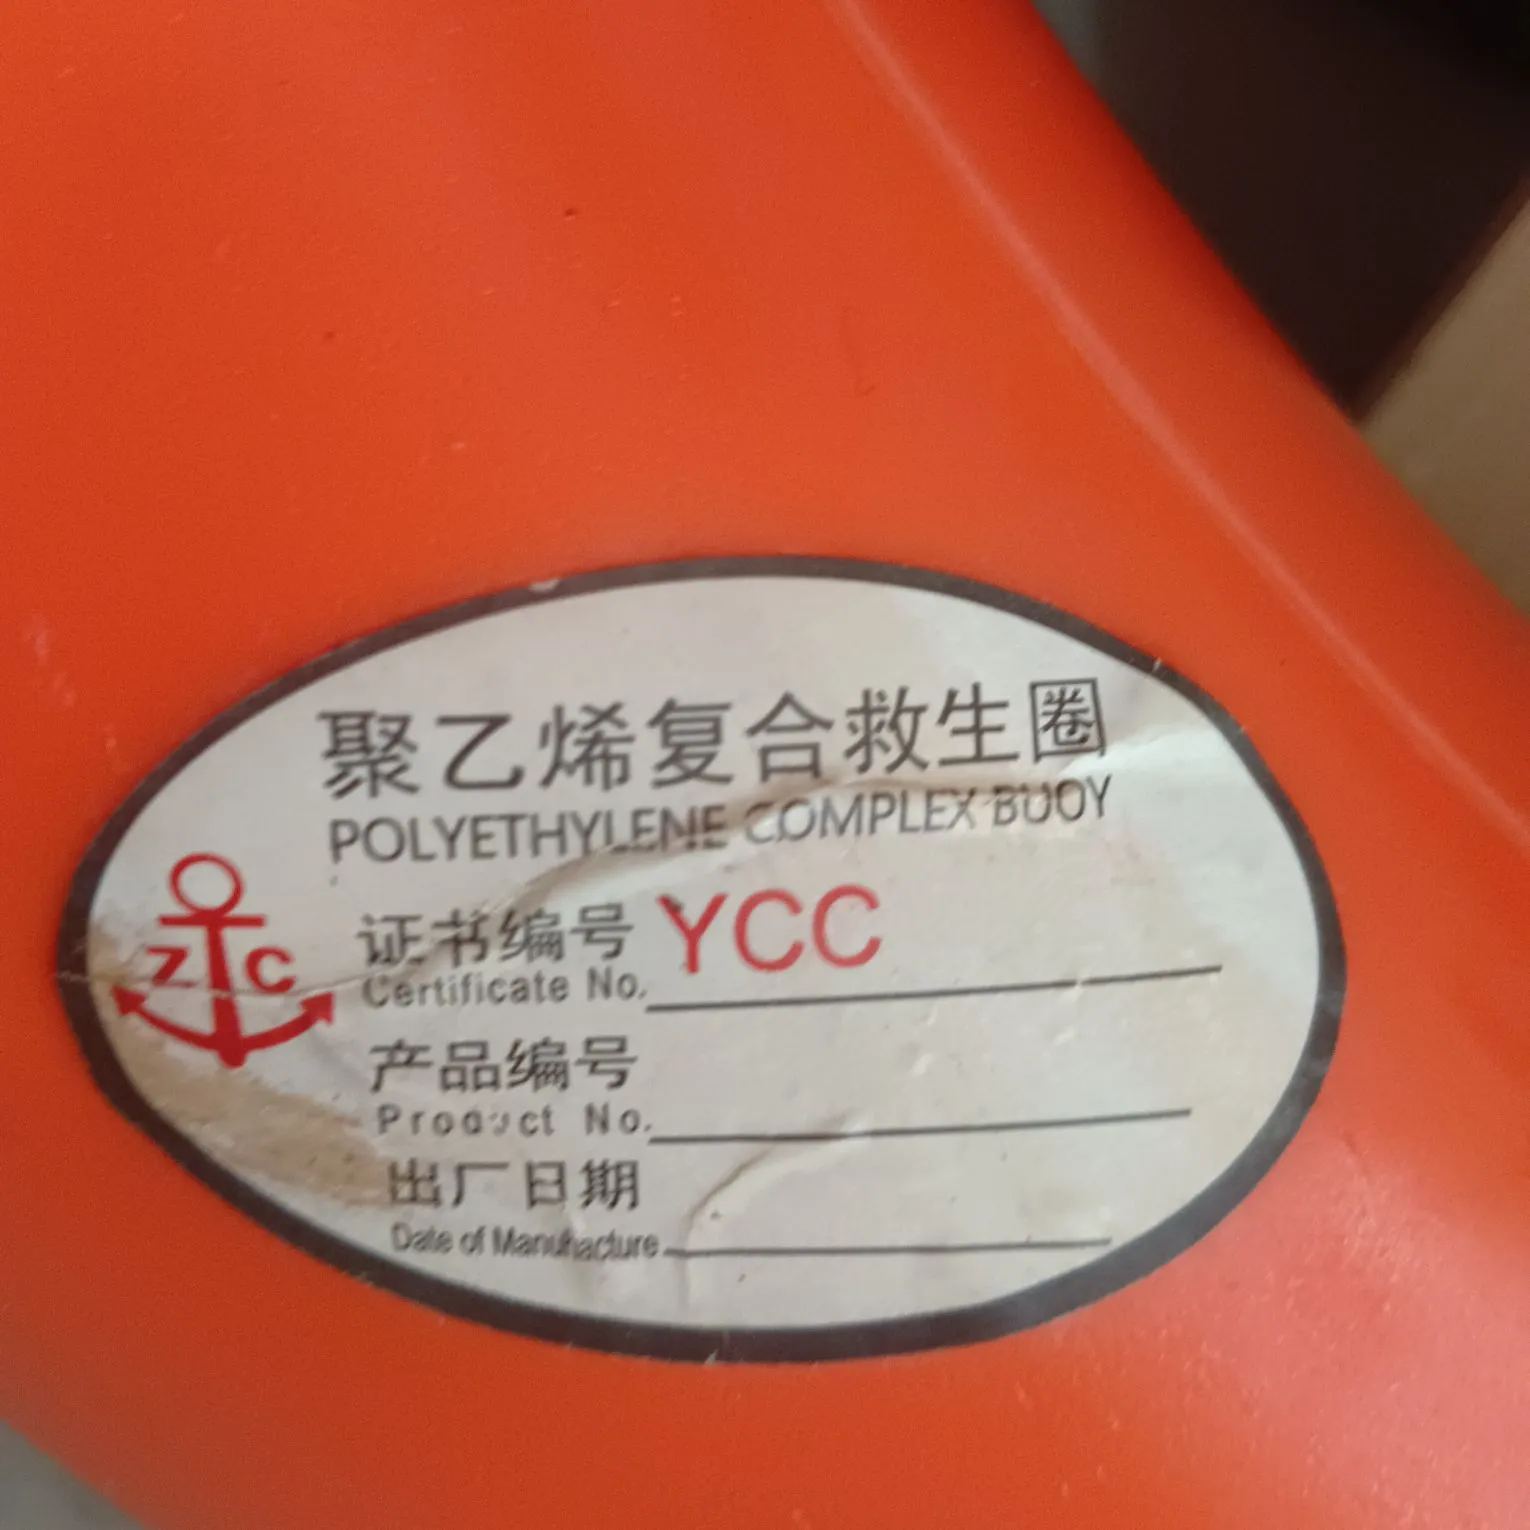 聚乙烯复合救生圈
POLYETHYLENE COMPLEX BUOY
ZC
证书编号 YCC
Certificate No.
产品编号
Product No.
出厂日期
Date of Manufacture